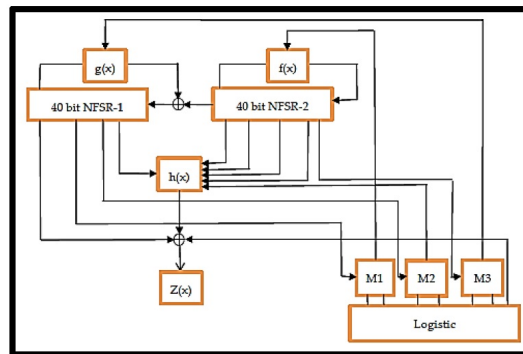 g(x)
f(x)
40 bit NFSR-1
40 bit NFSR-2
h(x)
Z(x)
M1
M2
M3
Logistic